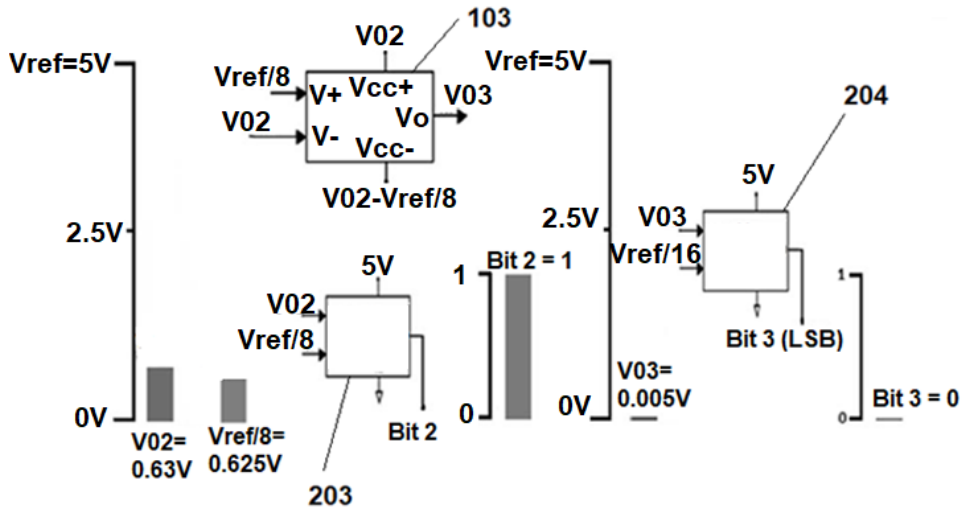 103
V02
Vref=5V
Vref/8
V+
Vcc+
V03
V02
V-
Vo
Vcc-
V02-Vref/8
2.5V
5V
V02
Vref/8
Bit 2
203
0V
V02=
0.63V
Vref/8=
0.625V
1
Bit 2 = 1
0
Vref=5V
2.5V
0V
V03=
0.005V
204
5V
V03
Vref/16
Bit 3 (LSB)
1
0
Bit 3 = 0